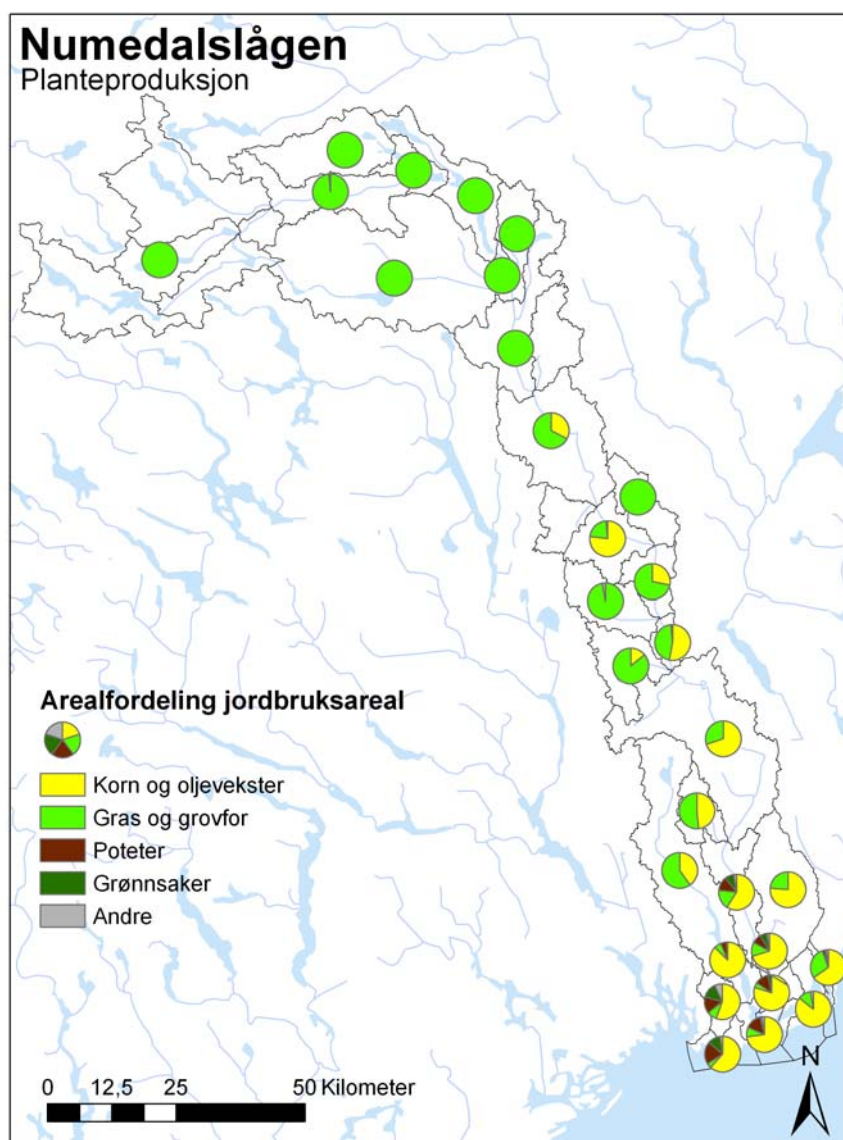 Numedalslågen
Planteproduksjon
Arealfordeling jordbruksareal
Korn og oljevekster
Gras og grovfor
Poteter
Grønnsaker
Andre
0 12,5 25 50 Kilometer
N